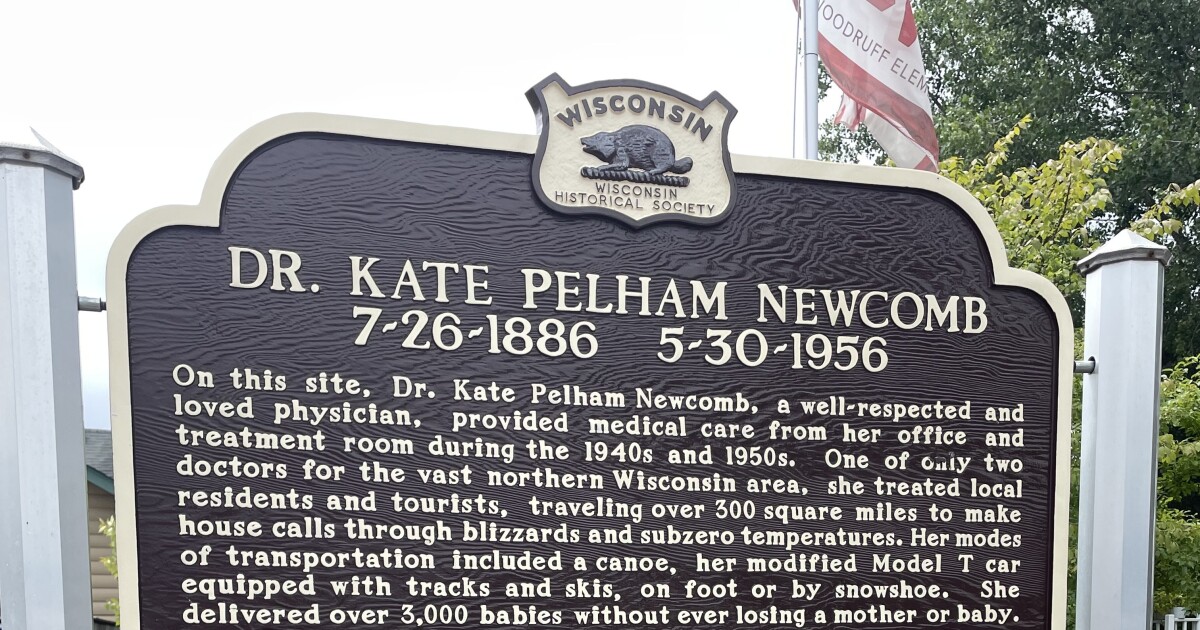 WOODRUFF ELEM
WISCONSIN
WISCONSIN
HISTORICAL SOCIETY
DR. KATE PELHAM NEWCOMB
7-26-1886 5-30-1956
On this site, Dr. Kate Pelham Newcomb, a well-respected and
loved physician, provided medical care from her office and
treatment room during the 1940s and 1950s. One of only two
doctors for the vast northern Wisconsin area, she treated local
residents and tourists, traveling over 300 square miles to make
house calls through blizzards and subzero temperatures. Her modes
of transportation included a canoe, her modified Model T car
equipped with tracks and skis, on foot or by snowshoe. She
delivered over 3,000 babies without ever losing a mother or baby.